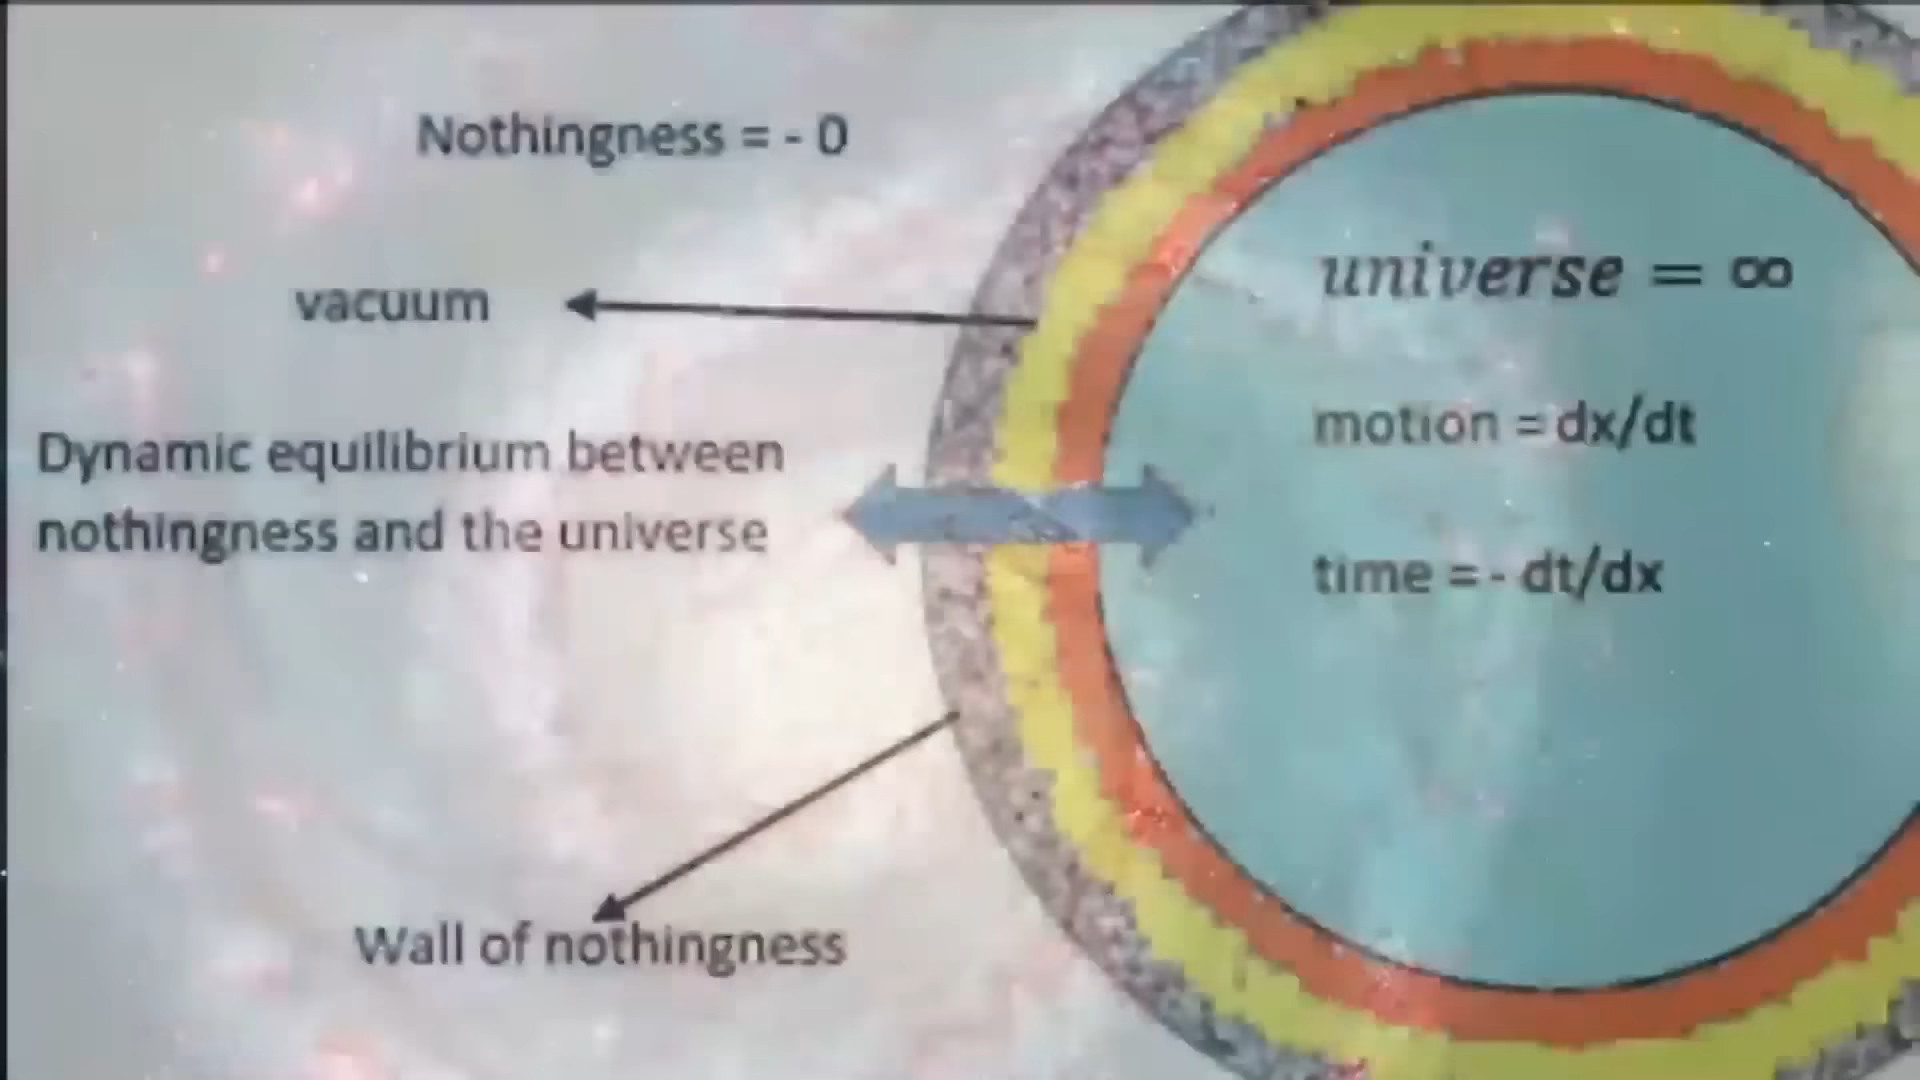 Nothingness = - 0
universe = ∞
vacuum
motion = dx/dt
Dynamic equilibrium between
nothingness and the universe
time = - dt/dx
Wall of nothingness